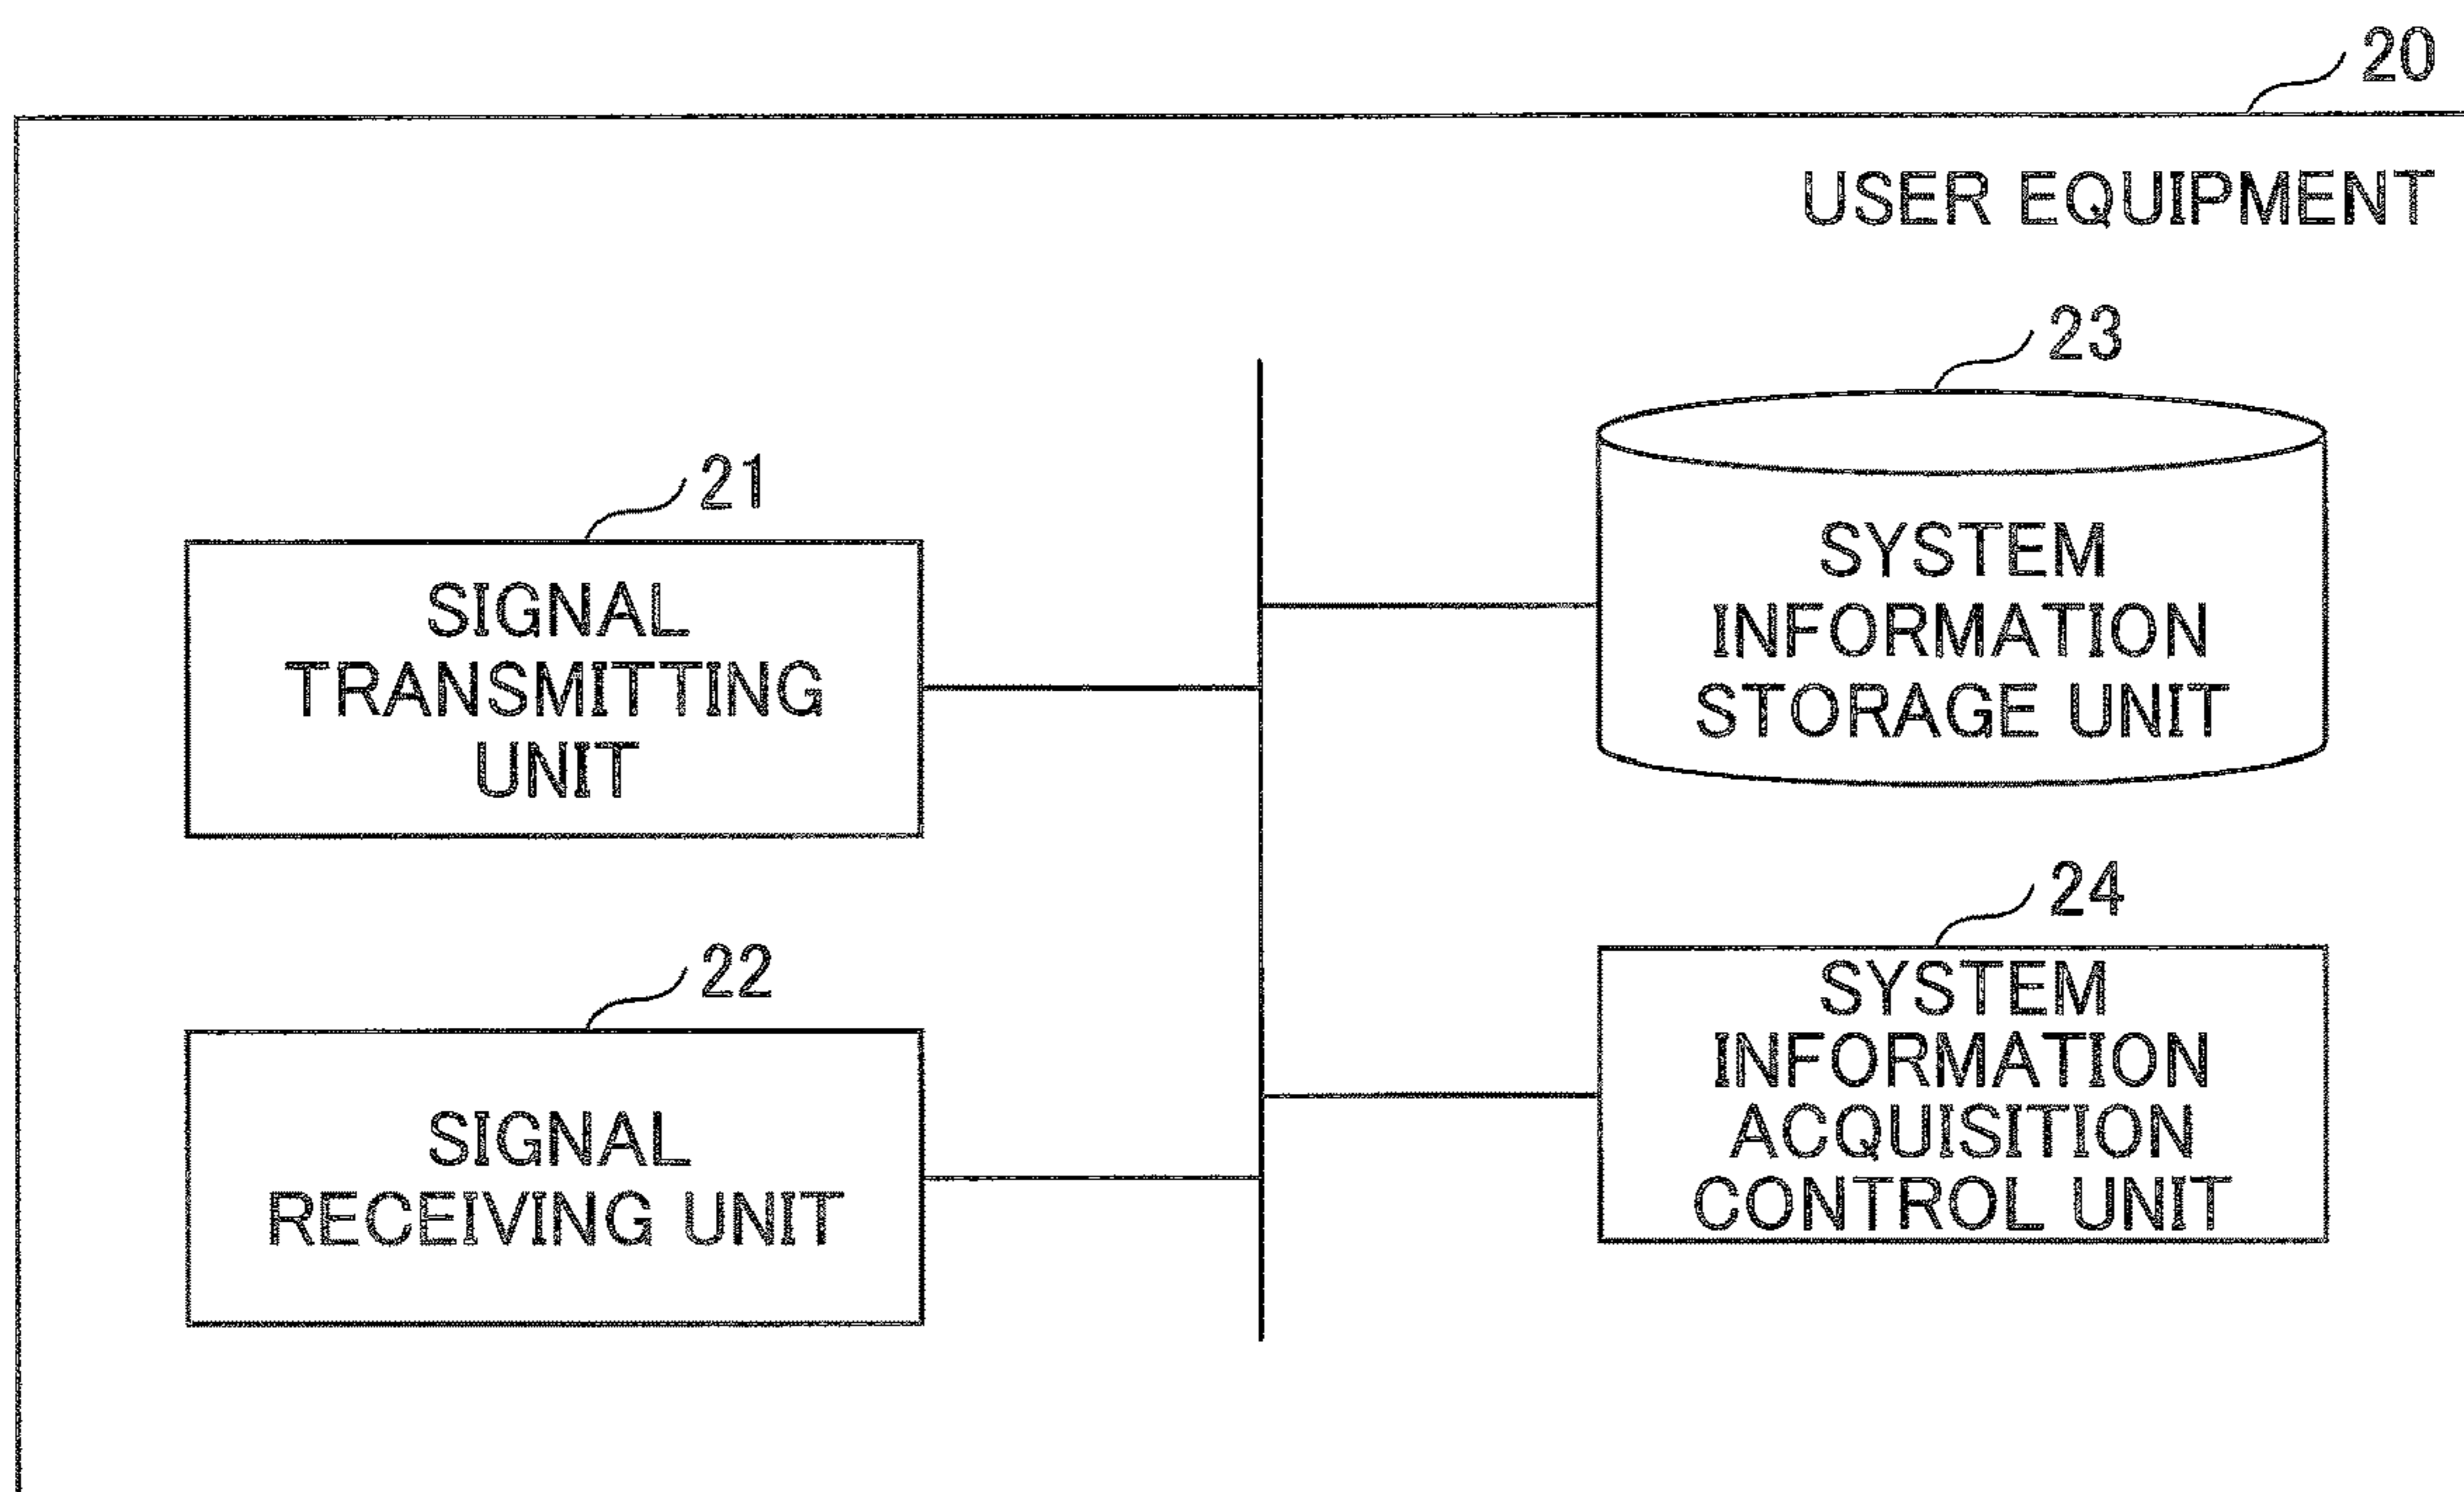 20
USER EQUIPMENT
21
SIGNAL
TRANSMITTING
UNIT
22
SIGNAL
RECEIVING UNIT
23
SYSTEM
INFORMATION
STORAGE UNIT
24
SYSTEM
INFORMATION
ACQUISITION
CONTROL UNIT